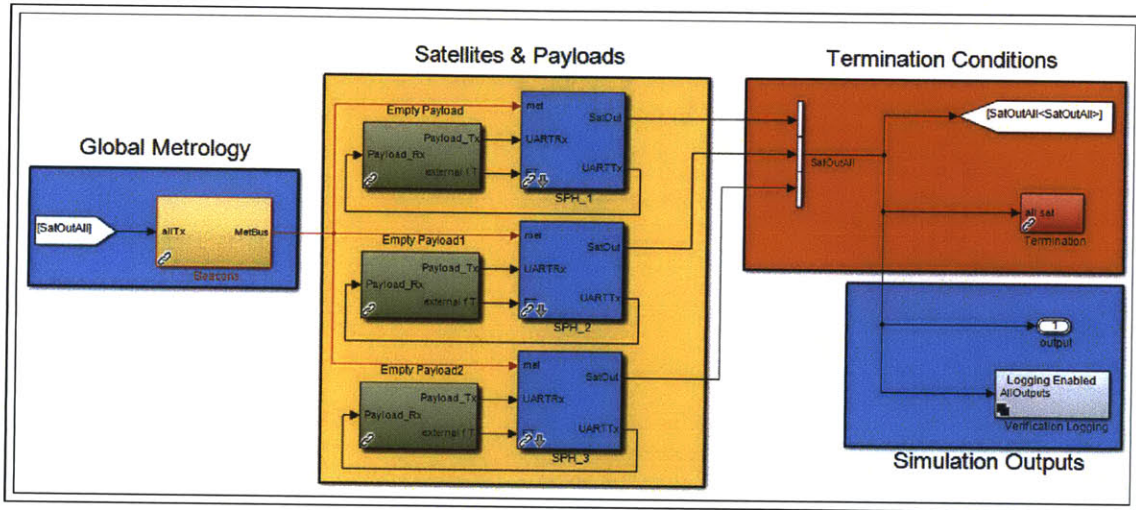 Satellites & Payloads
Termination Conditions
Global Metrology
[SatOutAll]
allTx
MetBus
Beacons
Empty Payload
Payload_Tx
Payload_Rx
external f T
met
SatOut
UARTRx
UARTTx
SPH_1
Empty Payload1
Payload_Tx
Payload_Rx
external f T
met
SatOut
UARTRx
UARTTx
SPH_2
Empty Payload2
Payload_Tx
Payload_Rx
external f T
met
SatOut
UARTRx
UARTTx
SPH_3
SatOutAll
[SatOutAll<SatOutAll>]
all sat
Termination
1
output
Logging Enabled
AllOutputs
Verification Logging
Simulation Outputs